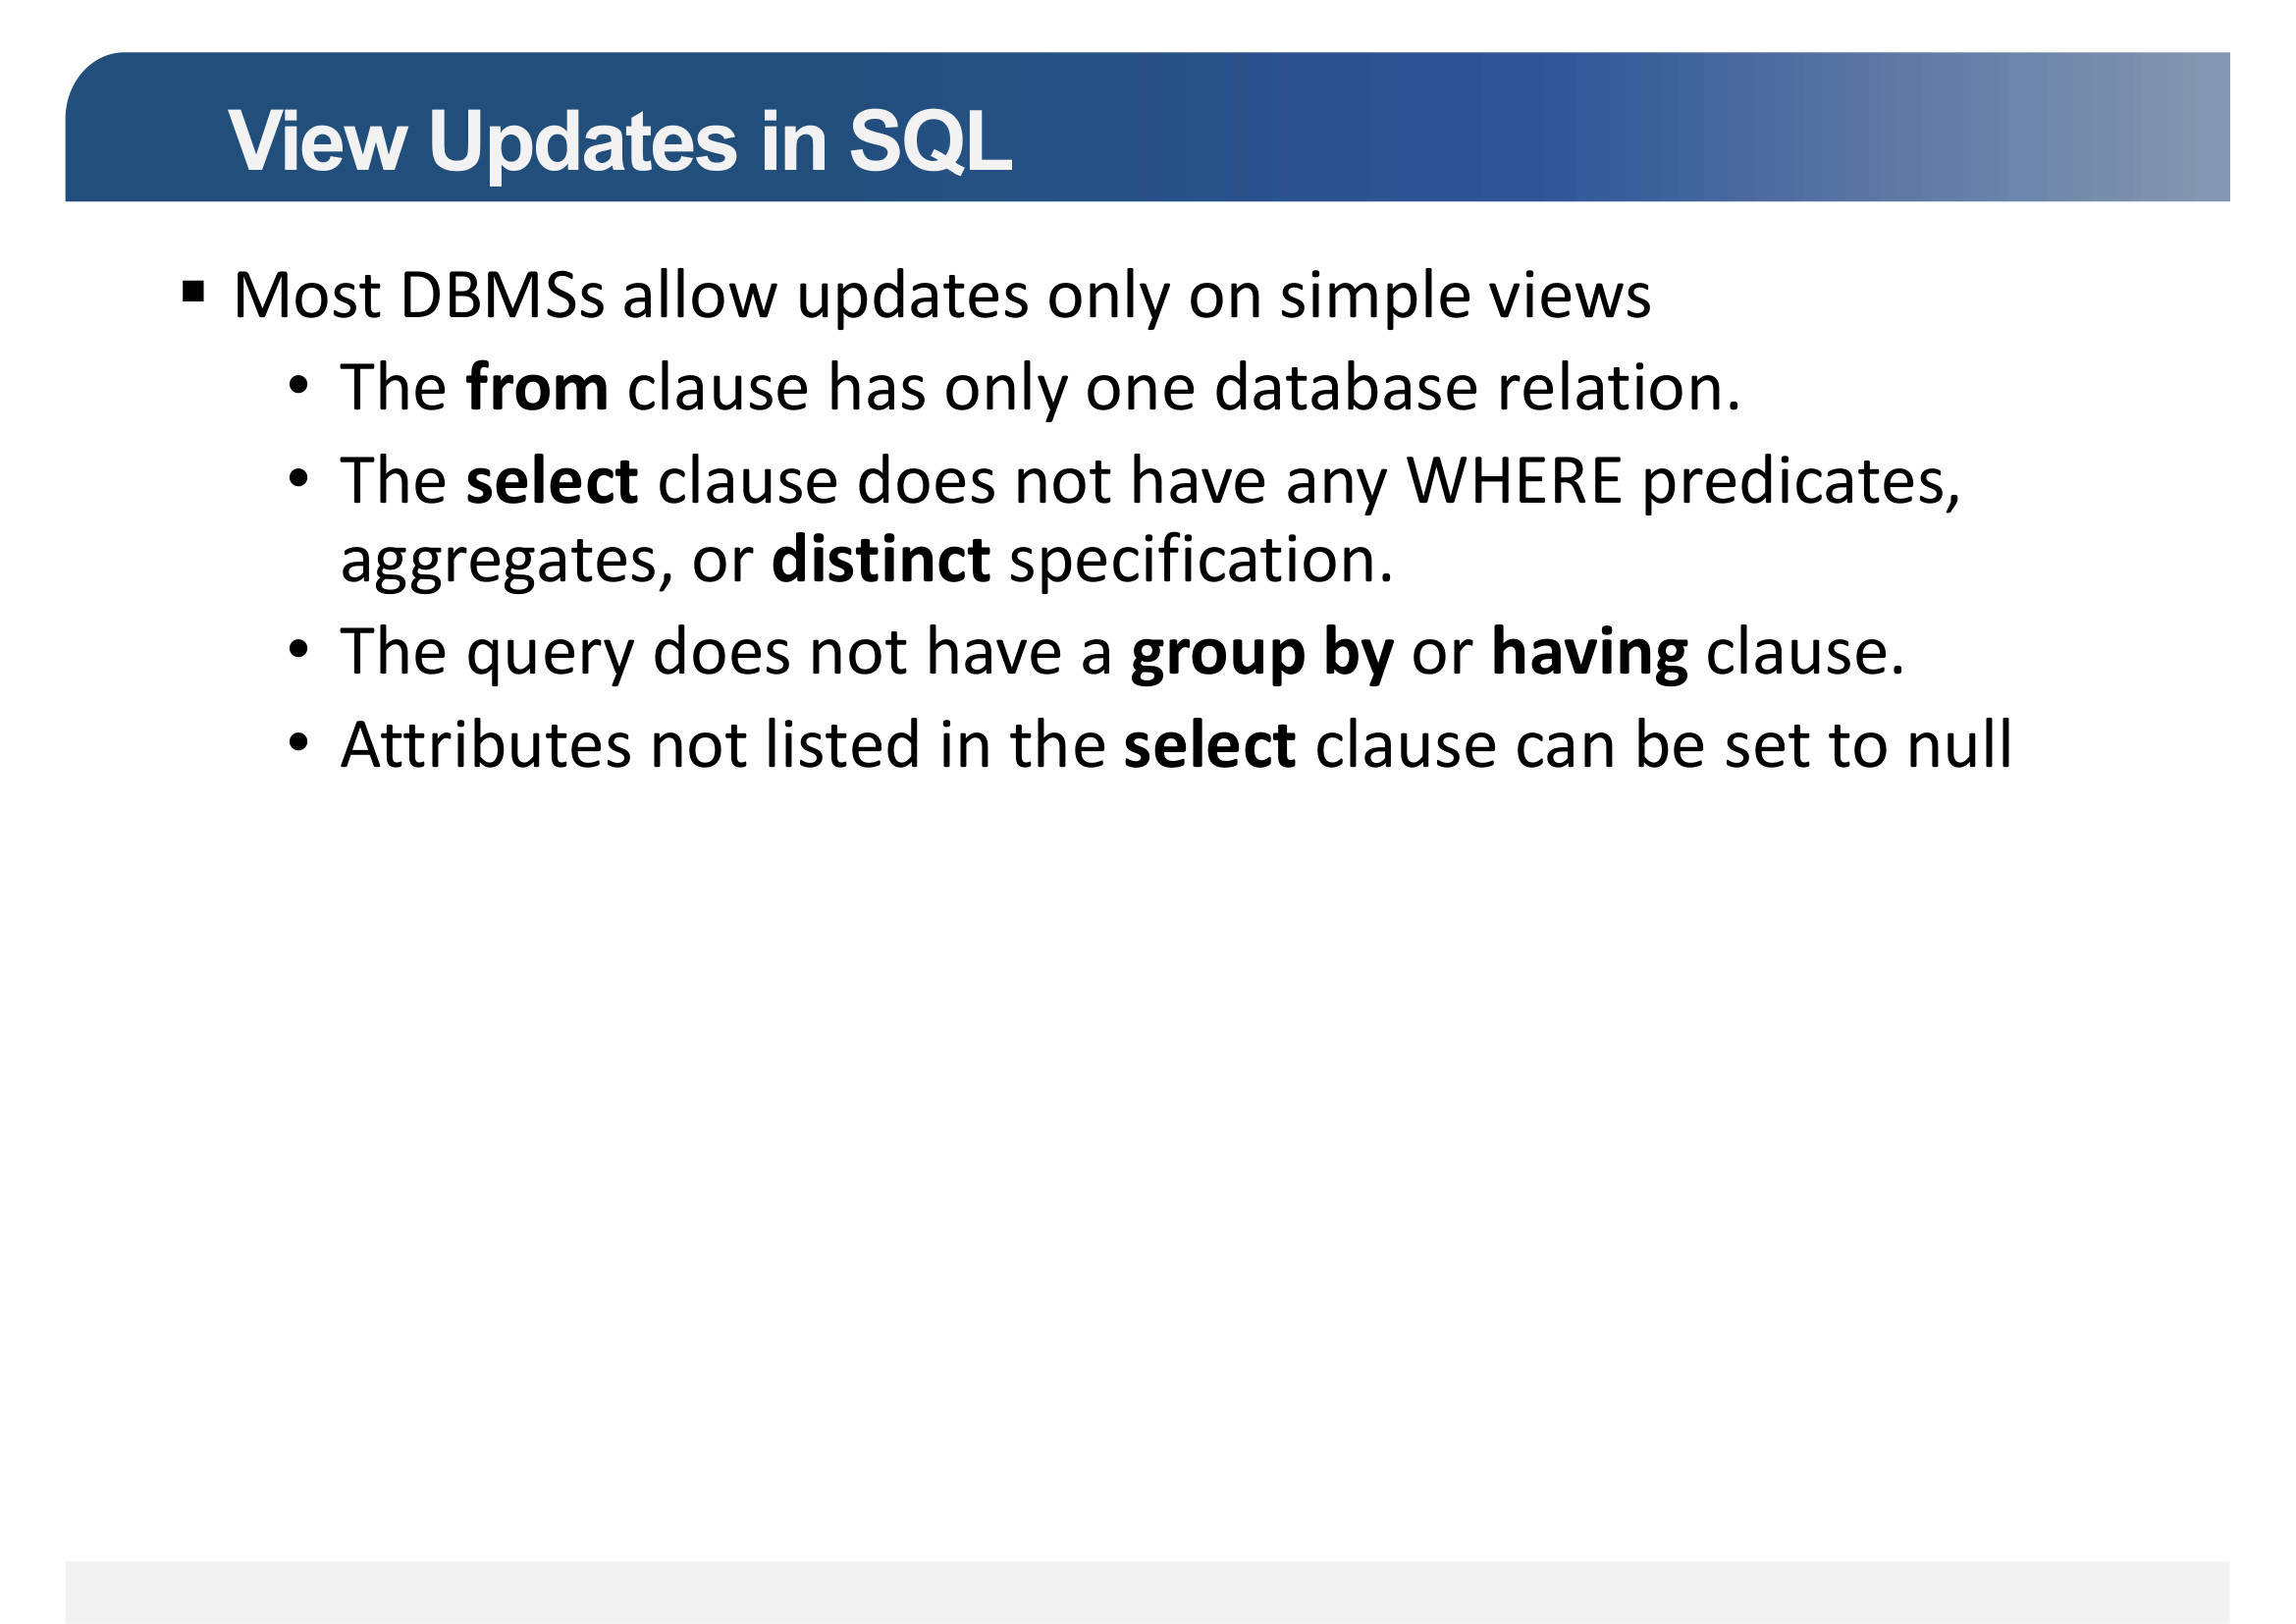 View Updates in SQL
▪ Most DBMSs allow updates only on simple views
• The from clause has only one database relation.
• The select clause does not have any WHERE predicates,
aggregates, or distinct specification.
• The query does not have a group by or having clause.
• Attributes not listed in the select clause can be set to null